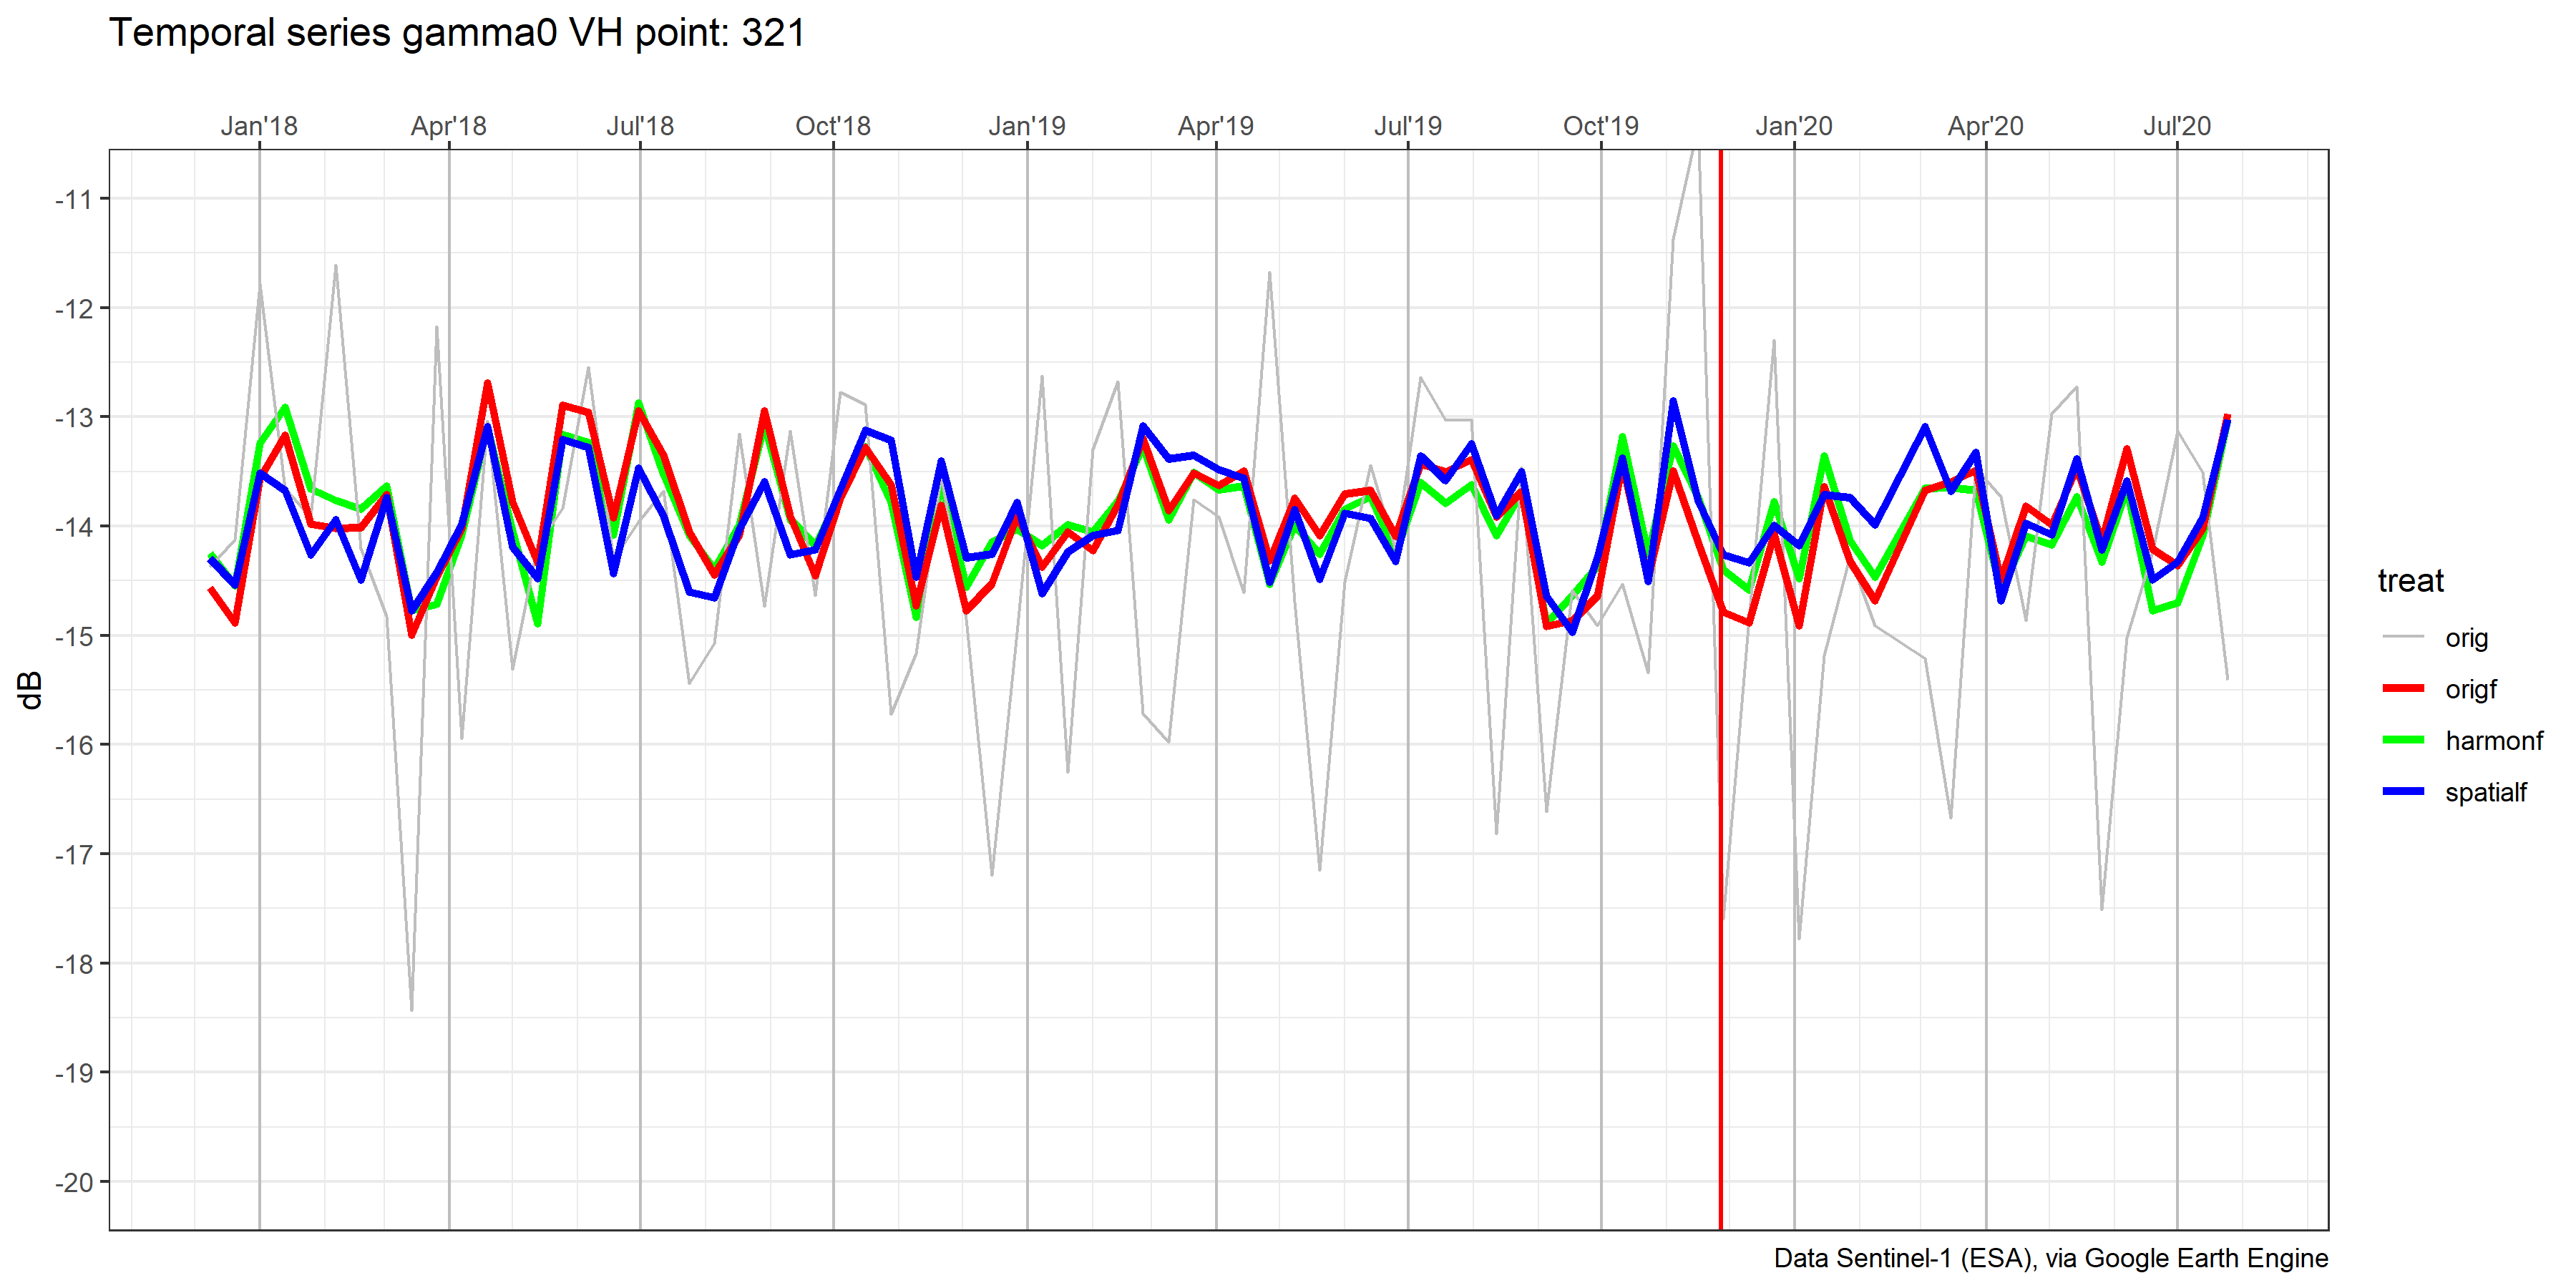 Temporal series gamma0 VH point: 321
Jan'18 Apr'18 Jul'18 Oct'18 Jan'19 Apr'19 Jul'19 Oct'19 Jan'20 Apr'20 Jul'20
-11
-12
-13
-14
-15
-16
-17
-18
-19
-20
dB
treat
orig
origf
harmonf
spatialf
Data Sentinel-1 (ESA), via Google Earth Engine